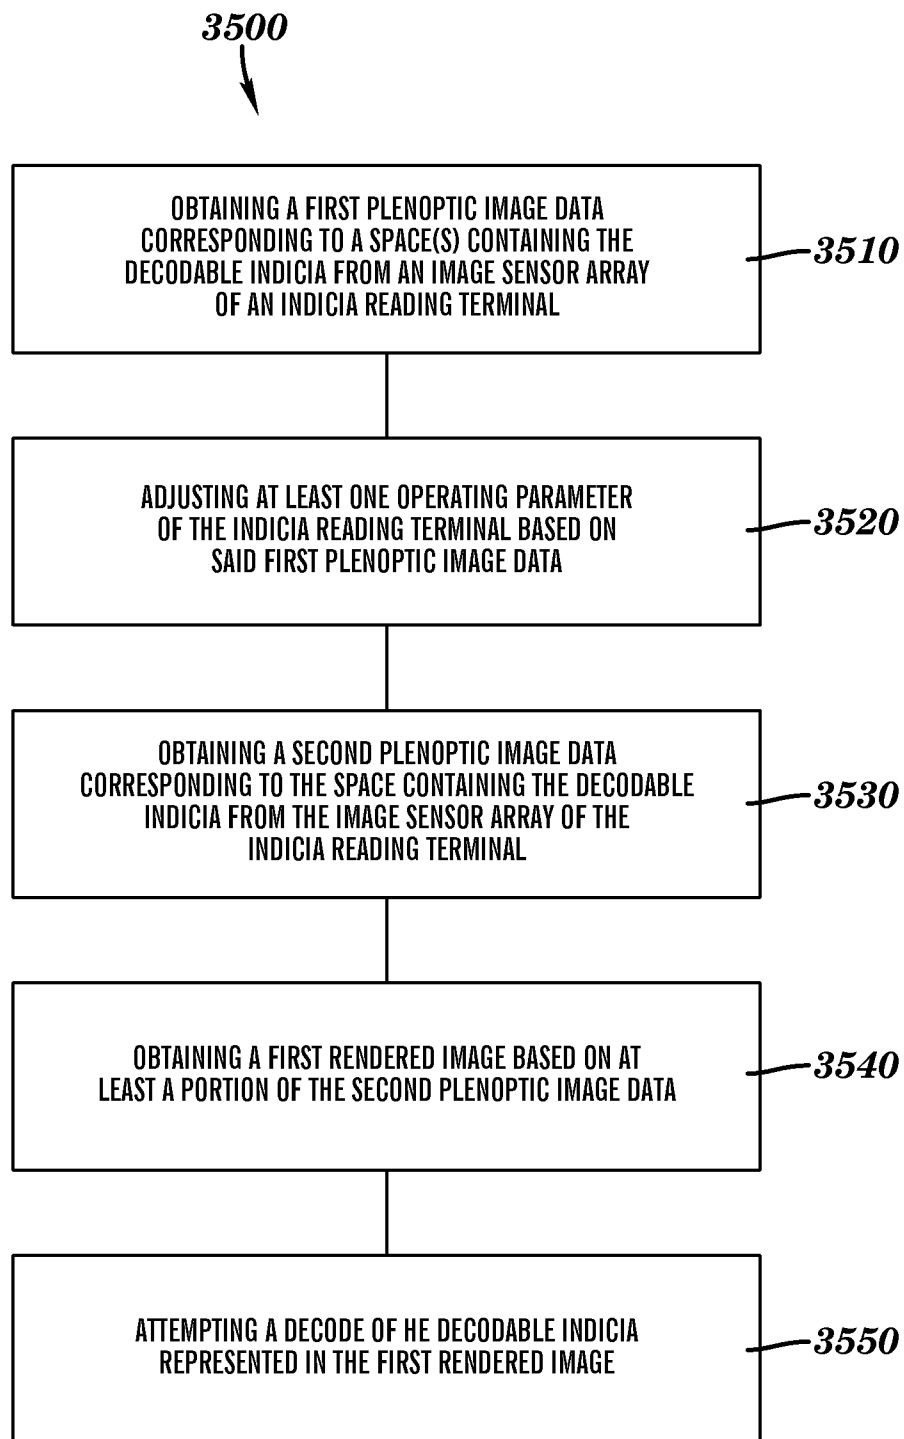 3500
OBTAINING A FIRST PLENOPTIC IMAGE DATA
CORRESPONDING TO A SPACE(S) CONTAINING THE
DECODABLE INDICIA FROM AN IMAGE SENSOR ARRAY
OF AN INDICIA READING TERMINAL
3510
ADJUSTING AT LEAST ONE OPERATING PARAMETER
OF THE INDICIA READING TERMINAL BASED ON
SAID FIRST PLENOPTIC IMAGE DATA
3520
OBTAINING A SECOND PLENOPTIC IMAGE DATA
CORRESPONDING TO THE SPACE CONTAINING THE DECODABLE
INDICIA FROM THE IMAGE SENSOR ARRAY OF THE
INDICIA READING TERMINAL
3530
OBTAINING A FIRST RENDERED IMAGE BASED ON AT
LEAST A PORTION OF THE SECOND PLENOPTIC IMAGE DATA
3540
ATTEMPTING A DECODE OF HE DECODABLE INDICIA
REPRESENTED IN THE FIRST RENDERED IMAGE
3550